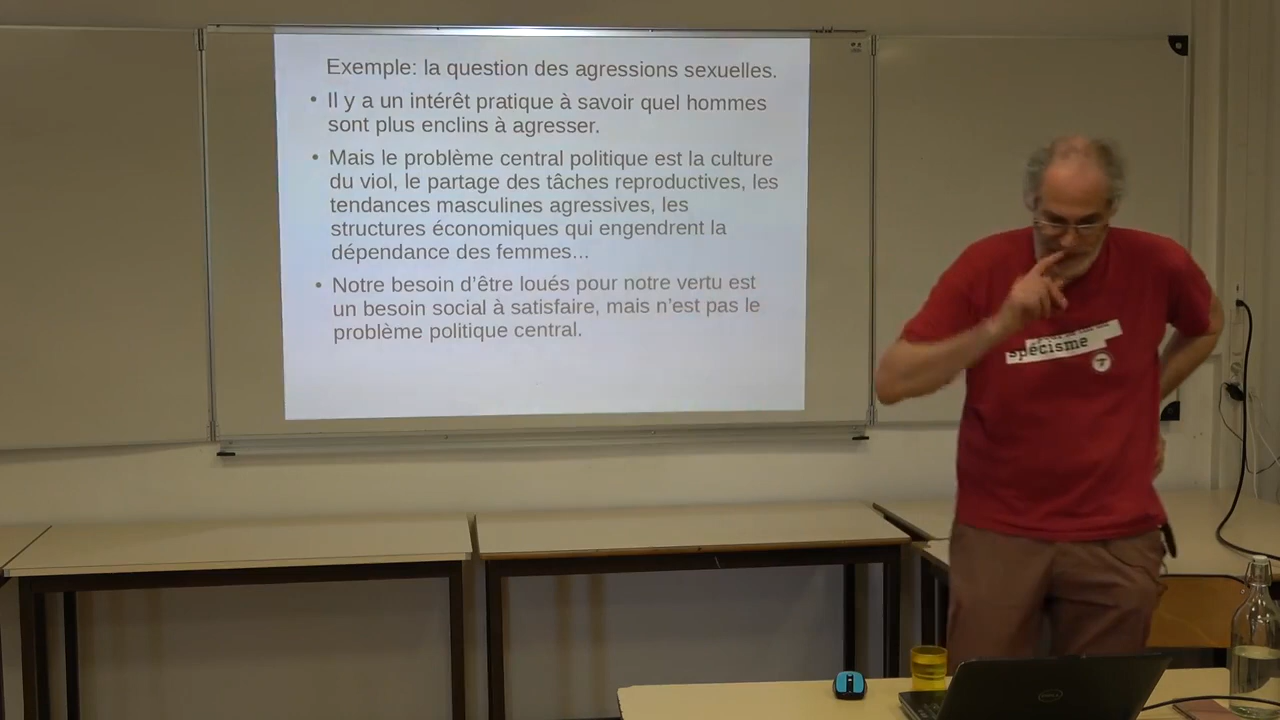 Exemple: la question des agressions sexuelles.
• Il y a un intérêt pratique à savoir quel hommes
sont plus enclins à agresser.
• Mais le problème central politique est la culture
du viol, le partage des tâches reproductives, les
tendances masculines agressives, les
structures économiques qui engendrent la
dépendance des femmes...
• Notre besoin d'être loués pour notre vertu est
un besoin social à satisfaire, mais n'est pas le
problème politique central.
spécisme
DELL